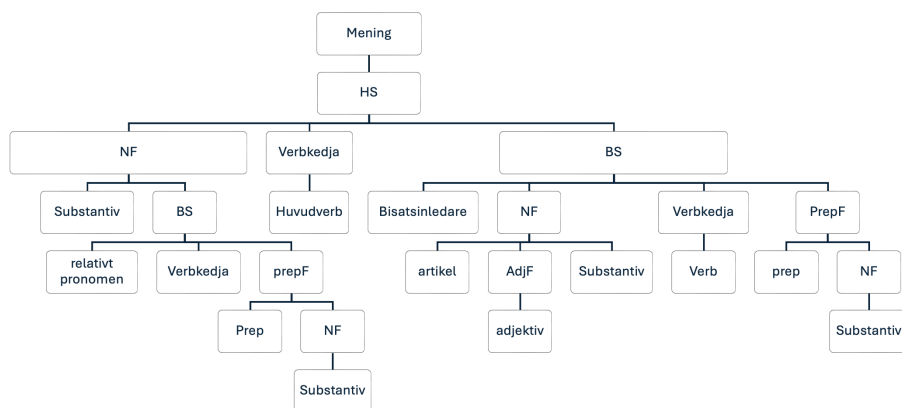 Mening
HS
NF
Verbkedja
BS
Substantiv
BS
Huvudverb
Bisatsinledare
NF
Verbkedja
PrepF
relativt
pronomen
Verbkedja
prepF
artikel
AdjF
Substantiv
Verb
prep
NF
Prep
NF
adjektiv
Substantiv
Substantiv